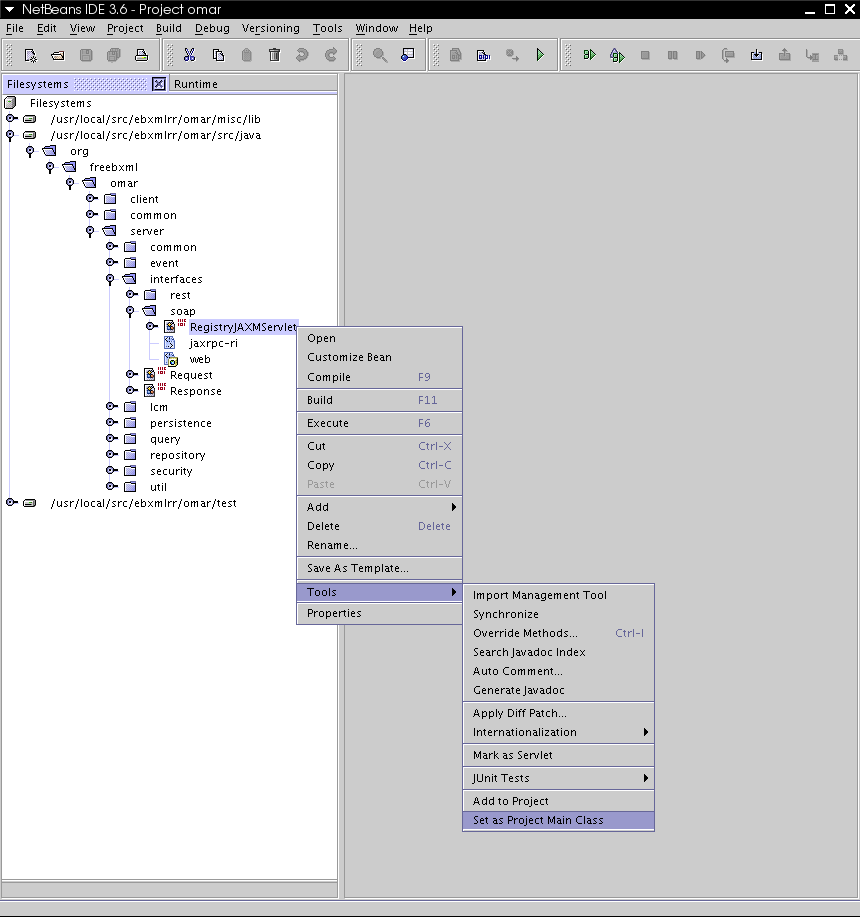 NetBeans IDE 3.6 - Project omar
File Edit View Project Build Debug Versioning Tools Window Help
Filesystems Runtime
Filesystems
/usr/local/src/ebxmlrr/omar/misc/lib
/usr/local/src/ebxmlrr/omar/src/java
org
freebxml
omar
client
common
server
common
event
interfaces
rest
soap
RegistryJAXMServlet
jaxrpc-ri
web
Request
Response
lcm
persistence
query
repository
security
util
/usr/local/src/ebxmlrr/omar/test
Open
Customize Bean
Compile F9
Build F11
Execute F6
Cut Ctrl-X
Copy Ctrl-C
Paste Ctrl-V
Add
Delete Delete
Rename...
Save As Template...
Tools
Properties
Import Management Tool
Synchronize
Override Methods... Ctrl-I
Search Javadoc Index
Auto Comment...
Generate Javadoc
Apply Diff Patch...
Internationalization
Mark as Servlet
JUnit Tests
Add to Project
Set as Project Main Class